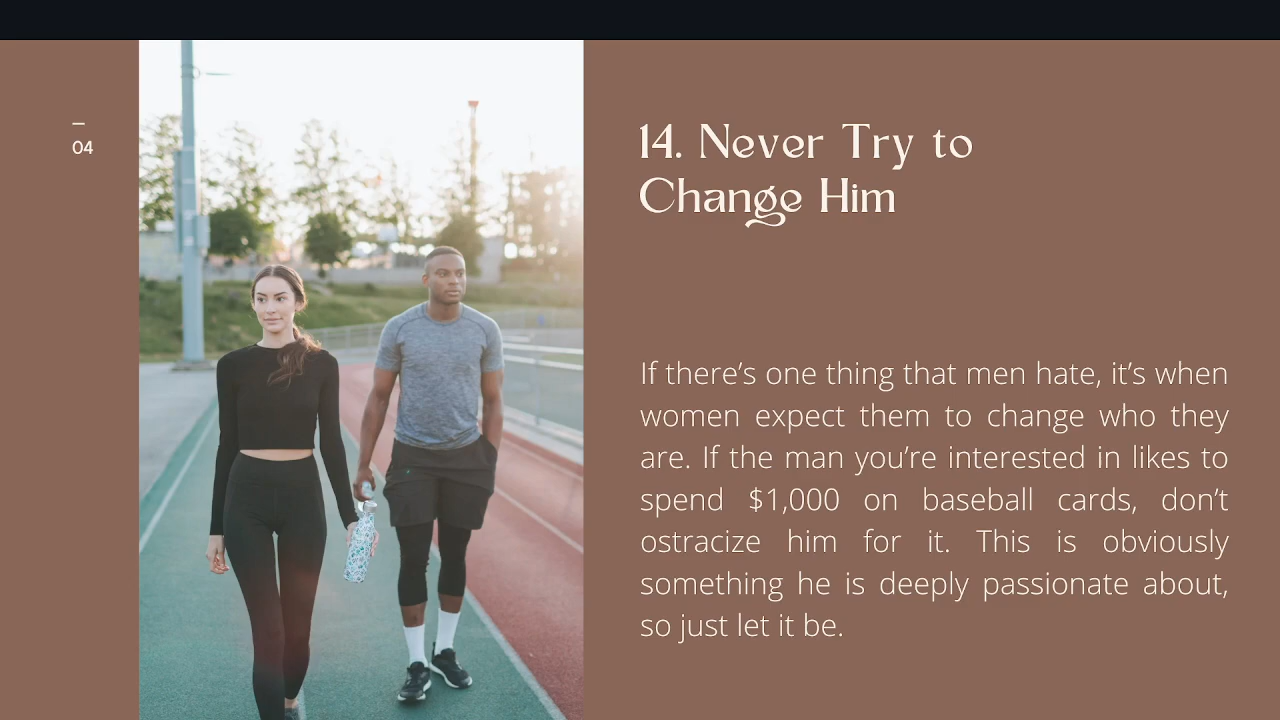 04
14. Never Try to
Change Him
If there’s one thing that men hate, it’s when
women expect them to change who they
are. If the man you’re interested in likes to
spend $1,000 on baseball cards, don’t
ostracize him for it. This is obviously
something he is deeply passionate about,
so just let it be.